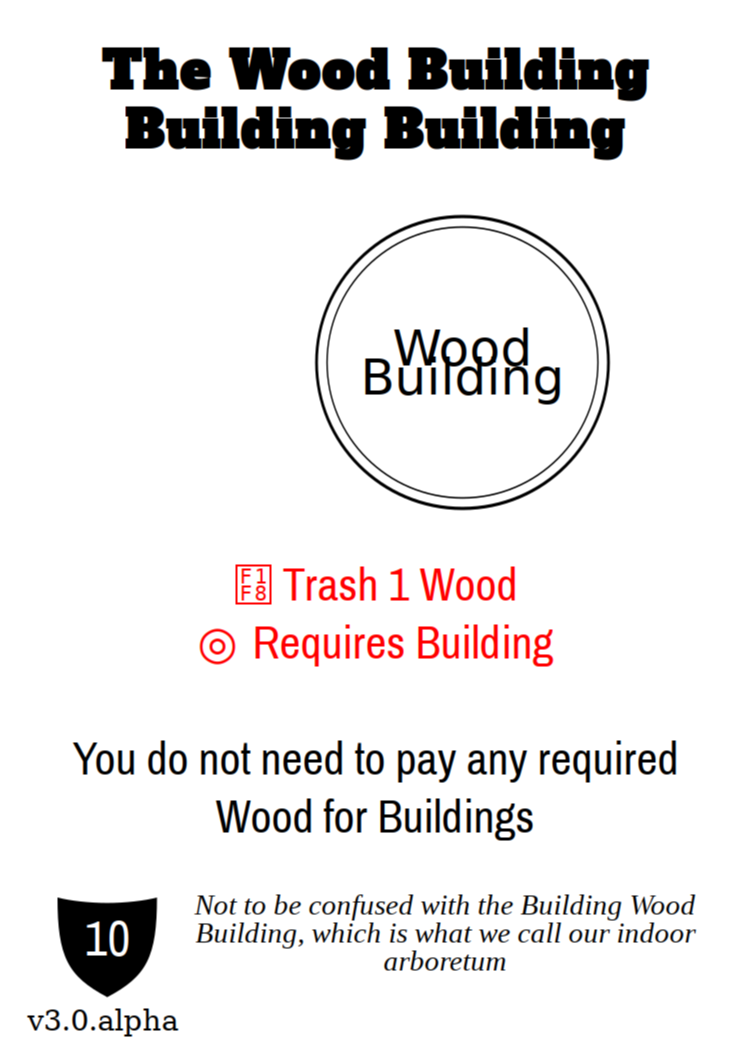 The Wood Building
Building Building
Wood
Building
F1
F8 Trash 1 Wood
◎ Requires Building
You do not need to pay any required
Wood for Buildings
10
Not to be confused with the Building Wood
Building, which is what we call our indoor
arboretum
v3.0.alpha